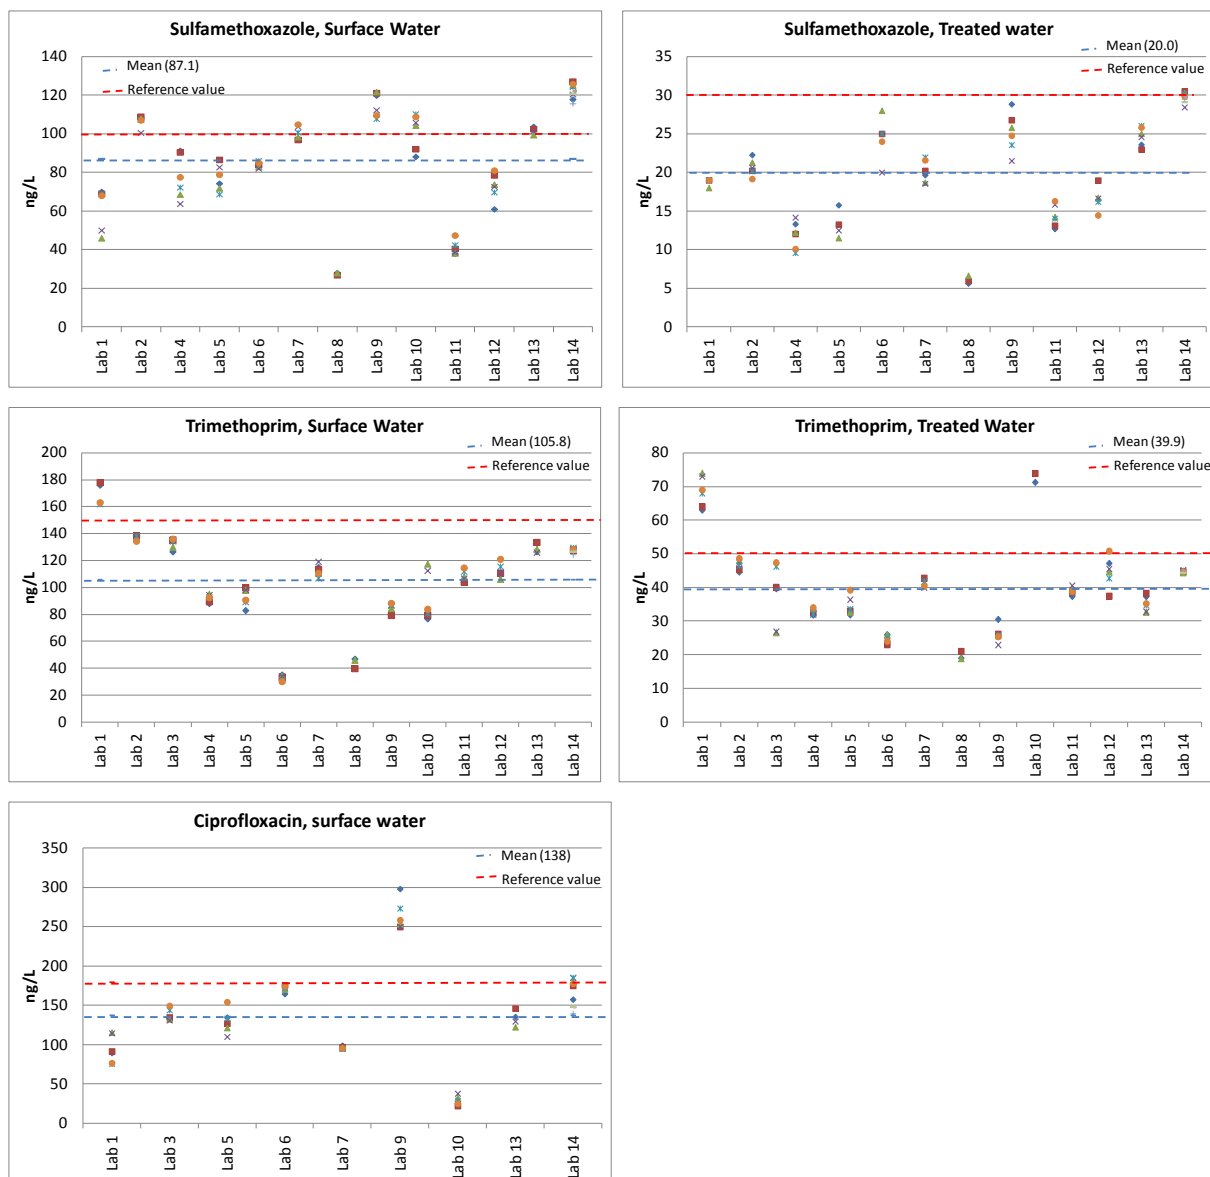 Sulfamethoxazole, Surface Water
Mean (87.1)
Reference value
ng/L
140
120
100
80
60
40
20
0
Lab 1
Lab 2
Lab 4
Lab 5
Lab 6
Lab 7
Lab 8
Lab 9
Lab 10
Lab 11
Lab 12
Lab 13
Lab 14
Sulfamethoxazole, Treated water
Mean (20.0)
Reference value
ng/L
35
30
25
20
15
10
5
0
Lab 1
Lab 2
Lab 4
Lab 5
Lab 6
Lab 7
Lab 8
Lab 9
Lab 11
Lab 12
Lab 13
Lab 14
Trimethoprim, Surface Water
Mean (105.8)
Reference value
ng/L
200
180
160
140
120
100
80
60
40
20
0
Lab 1
Lab 2
Lab 3
Lab 4
Lab 5
Lab 6
Lab 7
Lab 8
Lab 9
Lab 10
Lab 11
Lab 12
Lab 13
Lab 14
Trimethoprim, Treated Water
Mean (39.9)
Reference value
ng/L
80
70
60
50
40
30
20
10
0
Lab 1
Lab 2
Lab 3
Lab 4
Lab 5
Lab 6
Lab 7
Lab 8
Lab 9
Lab 10
Lab 11
Lab 12
Lab 13
Lab 14
Ciprofloxacin, surface water
Mean (138)
Reference value
ng/L
350
300
250
200
150
100
50
0
Lab 1
Lab 3
Lab 5
Lab 6
Lab 7
Lab 9
Lab 10
Lab 13
Lab 14